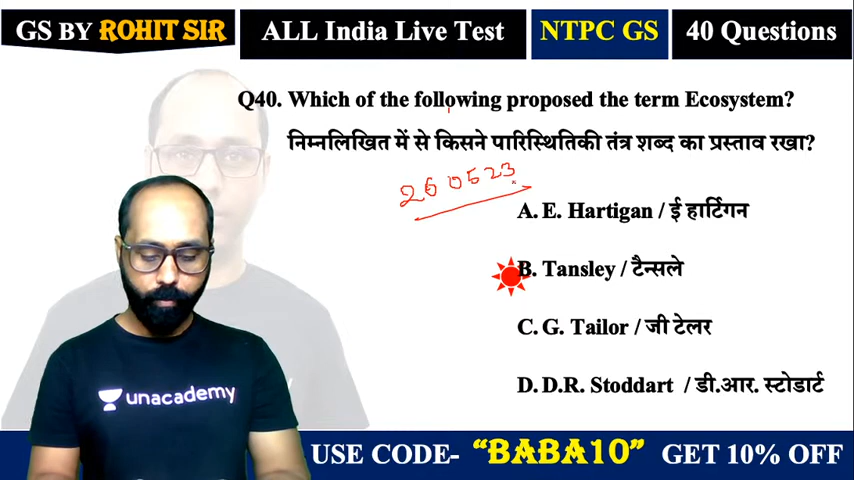 GS BY ROHIT SIR
ALL India Live Test
NTPC GS
40 Questions
Q40. Which of the following proposed the term Ecosystem?
निम्नलिखित में से किसने पारिस्थितिकी तंत्र शब्द का प्रस्ताव रखा?
260523
A. E. Hartigan / ई हार्टिगन
B. Tansley / टैन्सले
C. G. Tailor / जी टेलर
D. D.R. Stoddart / डी.आर. स्टोडार्ट
unacademy
USE CODE- “BABA10” GET 10% OFF